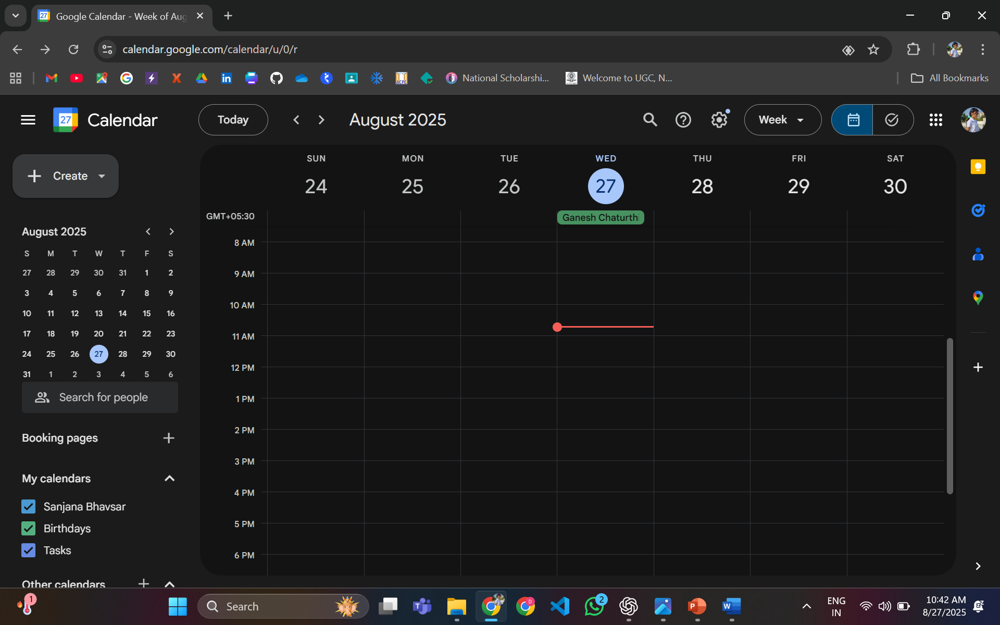 27
Google Calendar - Week of Aug
calendar.google.com/calendar/u/0/r
National Scholarshi...
Welcome to UGC, N...
All Bookmarks
27
Calendar
Today
August 2025
Week
Create
SUN
MON
TUE
WED
THU
FRI
SAT
24
25
26
27
28
29
30
GMT+05:30
Ganesh Chaturthi
August 2025
S M T W T F S
27 28 29 30 31 1 2
3 4 5 6 7 8 9
10 11 12 13 14 15 16
17 18 19 20 21 22 23
24 25 26 27 28 29 30
31 1 2 3 4 5 6
Search for people
Booking pages
My calendars
Sanjana Bhavsar
Birthdays
Tasks
Other calendars
8 AM
9 AM
10 AM
11 AM
12 PM
1 PM
2 PM
3 PM
4 PM
5 PM
6 PM
1
Search
D
2
ENG
IN
10:42 AM
8/27/2025